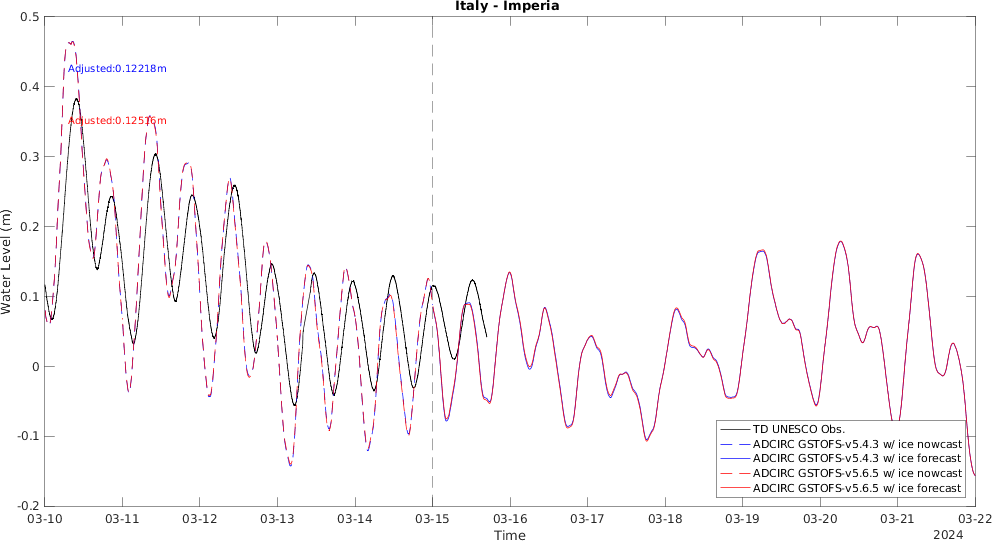 Italy - Imperia
0.5
0.4
0.3
0.2
0.1
0
-0.1
-0.2
Water Level (m)
Adjusted:0.12218m
Adjusted:0.12516m
TD UNESCO Obs.
ADCIRC GSTOFS-v5.4.3 w/ ice nowcast
ADCIRC GSTOFS-v5.4.3 w/ ice forecast
ADCIRC GSTOFS-v5.6.5 w/ ice nowcast
ADCIRC GSTOFS-v5.6.5 w/ ice forecast
03-10 03-11 03-12 03-13 03-14 03-15 03-16 03-17 03-18 03-19 03-20 03-21 03-22
Time
2024